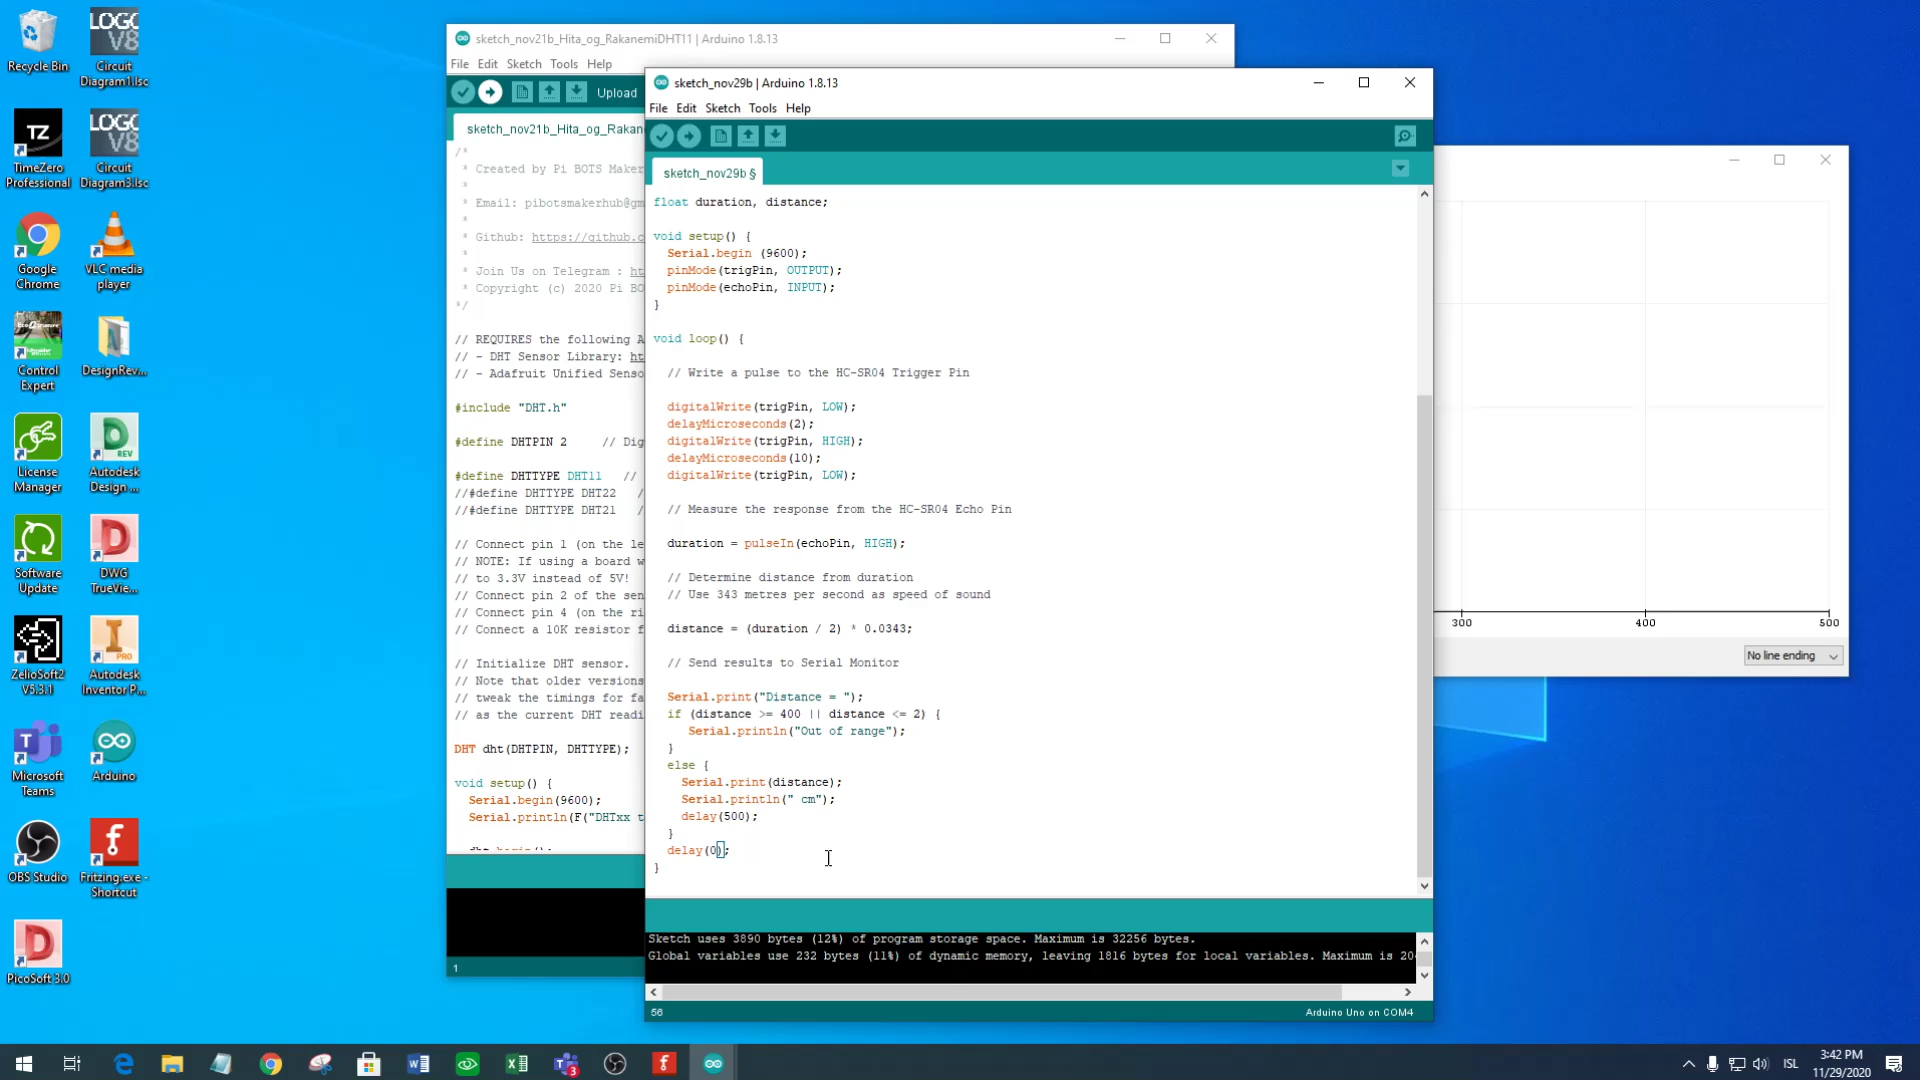 Recycle Bin
LOGO
V8
Circuit
Diagram1.lsc
TZ
TimeZero
Professional
LOGO
V8
Circuit
Diagram3.lsc
Google
Chrome
VLC media
player
Control
Expert
DesignRev...
License
Manager
REV
Autodesk
Design ...
Software
Update
DWG
TrueVie...
ZelioSoft2
V5.3.1
PRO
Autodesk
Inventor P...
Microsoft
Teams
Arduino
OBS Studio
Fritzing.exe -
Shortcut
PicoSoft 3.0
sketch_nov21b_Hita_og_RakanemiDHT11 | Arduino 1.8.13
File Edit Sketch Tools Help
Upload
sketch_nov21b_Hita_og_Rakanem
/*
* Created by Pi BOTS Maker
*
* Email: pibotsmakerhub@gm
*
* Github: https://github.c
*
* Join Us on Telegram : ht
* Copyright (c) 2020 Pi BO
*/
// REQUIRES the following A
// - DHT Sensor Library: ht
// - Adafruit Unified Senso
#include "DHT.h"
#define DHTPIN 2     // Dig
#define DHTTYPE DHT11   //
//#define DHTTYPE DHT22   /
//#define DHTTYPE DHT21   /
// Connect pin 1 (on the le
// NOTE: If using a board w
// to 3.3V instead of 5V!
// Connect pin 2 of the sen
// Connect pin 4 (on the ri
// Connect a 10K resistor f
// Initialize DHT sensor.
// Note that older versions
// tweak the timings for fa
// as the current DHT readi
DHT dht(DHTPIN, DHTTYPE);
void setup() {
Serial.begin(9600);
Serial.println(F("DHTxx t
dht.begin();
1
sketch_nov29b | Arduino 1.8.13
File Edit Sketch Tools Help
sketch_nov29b §
float duration, distance;
void setup() {
Serial.begin (9600);
pinMode(trigPin, OUTPUT);
pinMode(echoPin, INPUT);
}
void loop() {
// Write a pulse to the HC-SR04 Trigger Pin
digitalWrite(trigPin, LOW);
delayMicroseconds(2);
digitalWrite(trigPin, HIGH);
delayMicroseconds(10);
digitalWrite(trigPin, LOW);
// Measure the response from the HC-SR04 Echo Pin
duration = pulseIn(echoPin, HIGH);
// Determine distance from duration
// Use 343 metres per second as speed of sound
distance = (duration / 2) * 0.0343;
// Send results to Serial Monitor
Serial.print("Distance = ");
if (distance >= 400 || distance <= 2) {
Serial.println("Out of range");
}
else {
Serial.print(distance);
Serial.println(" cm");
delay(500);
}
delay(0);
}
Sketch uses 3890 bytes (12%) of program storage space. Maximum is 32256 bytes.
Global variables use 232 bytes (11%) of dynamic memory, leaving 1816 bytes for local variables. Maximum is 204
56
Arduino Uno on COM4
300 400 500
No line ending
ISL
3:42 PM
11/29/2020